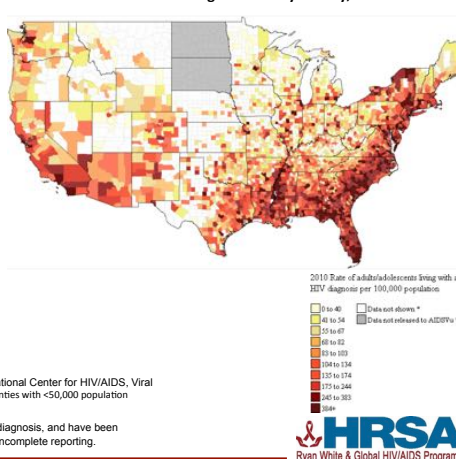 2010 Rate of adults/adolescents living with a
HIV diagnosis per 100,000 population
0 to 40
41 to 54
55 to 67
68 to 82
83 to 103
104 to 134
135 to 174
175 to 244
245 to 383
384+
Data not shown *
Data not released to AIDSVu
ational Center for HIV/AIDS, Viral
nties with <50,000 population
diagnosis, and have been
ncomplete reporting.
HRSA
Ryan White & Global HIV/AIDS Program